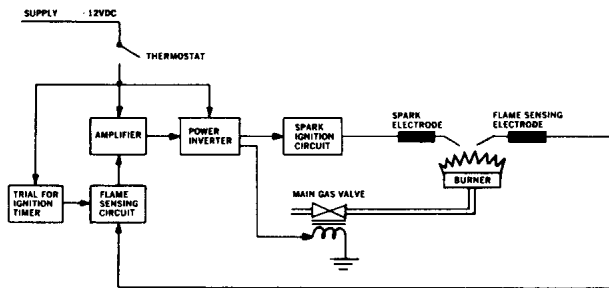 SUPPLY -12VDC
THERMOSTAT
AMPLIFIER
POWER
INVERTER
SPARK
IGNITION
CIRCUIT
SPARK
ELECTRODE
FLAME SENSING
ELECTRODE
BURNER
MAIN GAS VALVE
TRIAL FOR
IGNITION
TIMER
FLAME
SENSING
CIRCUIT